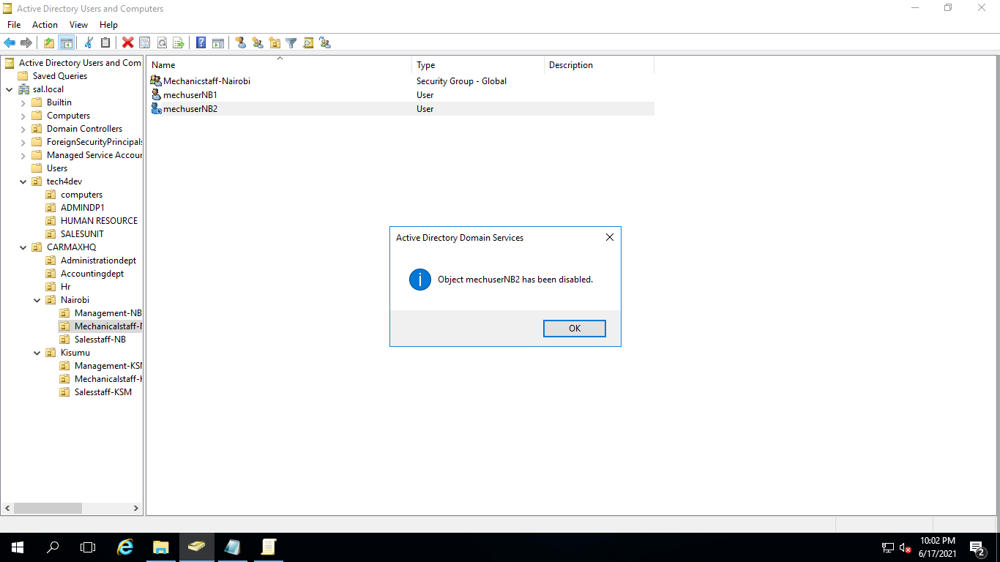 Active Directory Users and Computers
File Action View Help
Active Directory Users and Com
Saved Queries
sal.local
Builtin
Computers
Domain Controllers
ForeignSecurityPrincipals
Managed Service Accour
Users
tech4dev
computers
ADMINDP1
HUMAN RESOURCE
SALESUNIT
CARMAXHQ
Administrationdept
Accountingdept
Hr
Nairobi
Management-NB
Mechanicalstaff-N
Salesstaff-NB
Kisumu
Management-KSM
Mechanicalstaff-K
Salesstaff-KSM
Name Type Description
Mechanicstaff-Nairobi Security Group - Global
mechuserNB1 User
mechuserNB2 User
Active Directory Domain Services
Object mechuserNB2 has been disabled.
OK
10:02 PM
6/17/2021
2